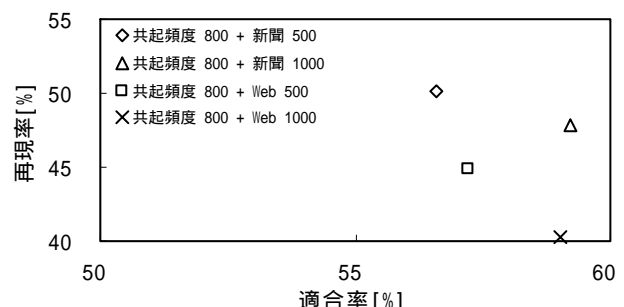 55
共起頻度 800 + 新聞 500
共起頻度 800 + 新聞 1000
共起頻度 800 + Web 500
共起頻度 800 + Web 1000
50
45
40
再現率[%]
50 55 60
適合率[%]